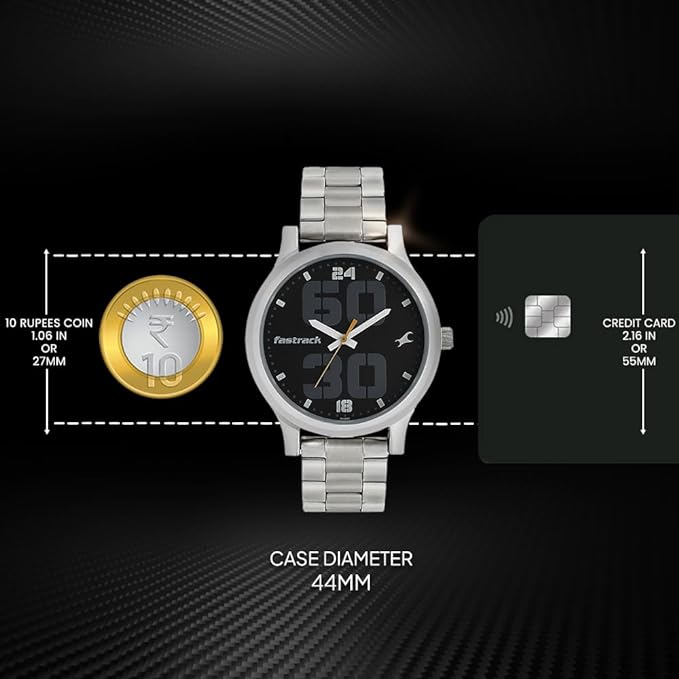 10 RUPEES COIN
1.06 IN
OR
27MM
₹
10
24
60
fastrack
30
18
CREDIT CARD
2.16 IN
OR
55MM
CASE DIAMETER
44MM